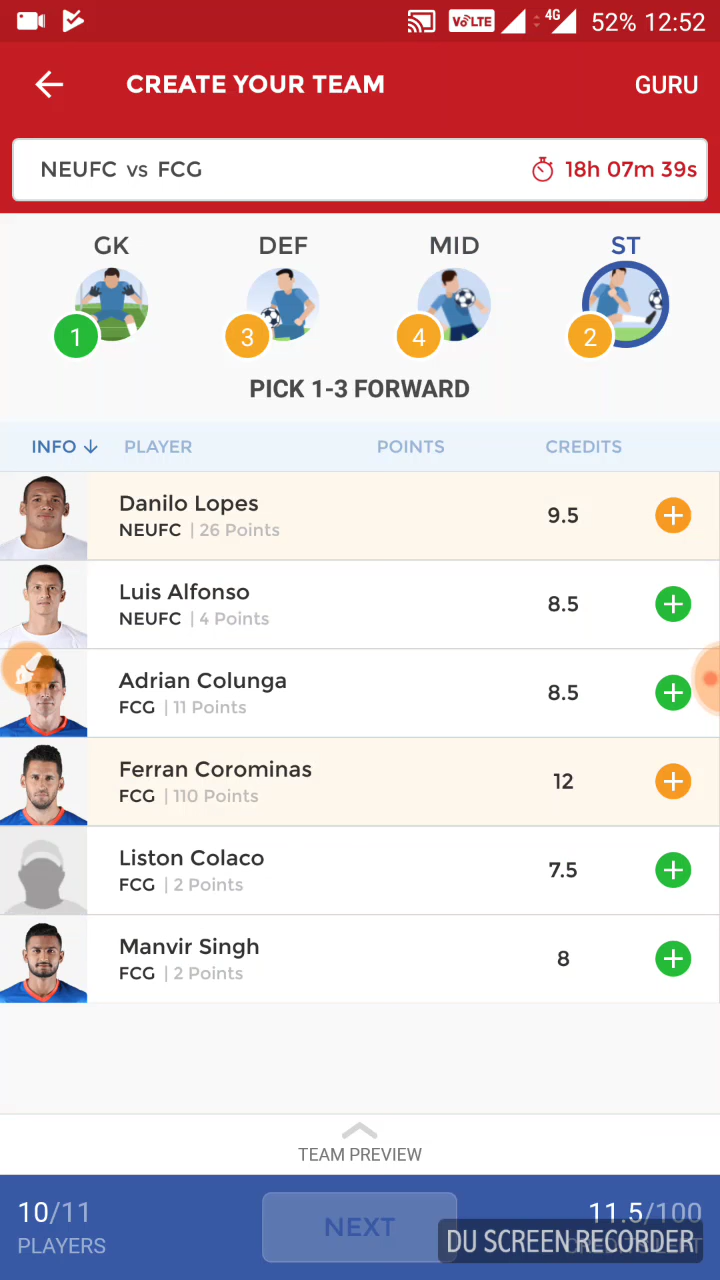 VoLTE 4G 52% 12:52
CREATE YOUR TEAM GURU
NEUFC vs FCG 18h 07m 39s
GK DEF MID ST
1 3 4 2
PICK 1-3 FORWARD
INFO PLAYER POINTS CREDITS
Danilo Lopes
NEUFC | 26 Points
9.5
Luis Alfonso
NEUFC | 4 Points
8.5
Adrian Colunga
FCG | 11 Points
8.5
Ferran Corominas
FCG | 110 Points
12
Liston Colaco
FCG | 2 Points
7.5
Manvir Singh
FCG | 2 Points
8
TEAM PREVIEW
10/11 NEXT 11.5/100
PLAYERS CREDITS LEFT
DU SCREEN RECORDER